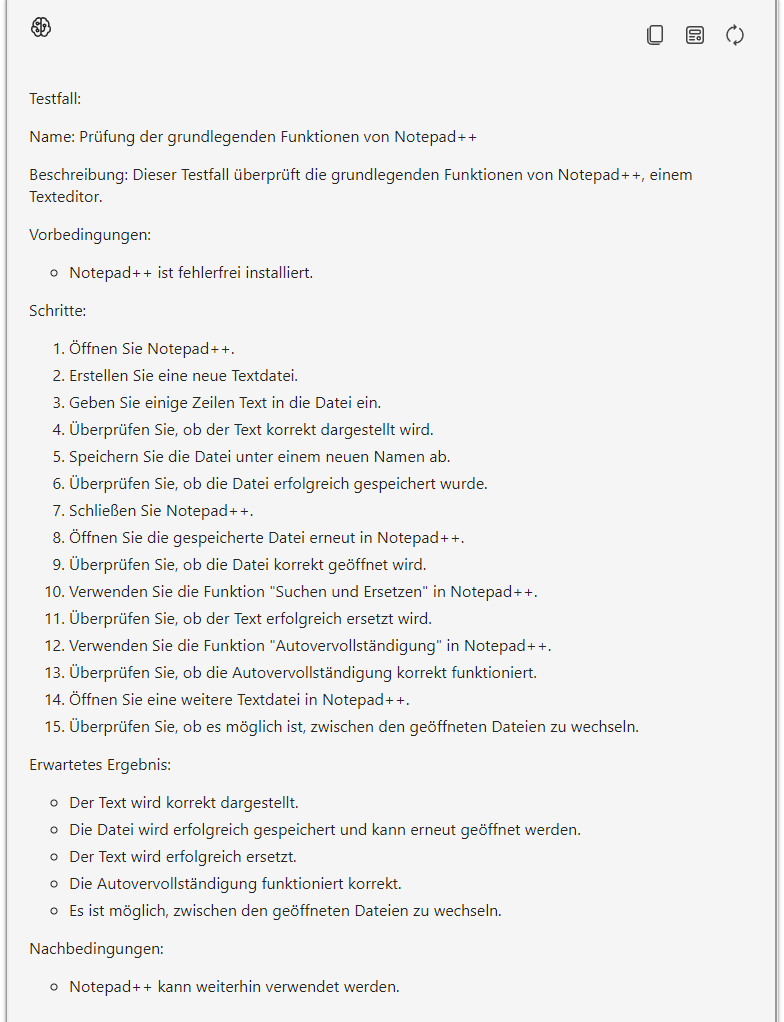 Testfall:
Name: Prüfung der grundlegenden Funktionen von Notepad++
Beschreibung: Dieser Testfall überprüft die grundlegenden Funktionen von Notepad++, einem
Texteditor.
Vorbedingungen:
Notepad++ ist fehlerfrei installiert.
Schritte:
1. Öffnen Sie Notepad++.
2. Erstellen Sie eine neue Textdatei.
3. Geben Sie einige Zeilen Text in die Datei ein.
4. Überprüfen Sie, ob der Text korrekt dargestellt wird.
5. Speichern Sie die Datei unter einem neuen Namen ab.
6. Überprüfen Sie, ob die Datei erfolgreich gespeichert wurde.
7. Schließen Sie Notepad++.
8. Öffnen Sie die gespeicherte Datei erneut in Notepad++.
9. Überprüfen Sie, ob die Datei korrekt geöffnet wird.
10. Verwenden Sie die Funktion "Suchen und Ersetzen" in Notepad++.
11. Überprüfen Sie, ob der Text erfolgreich ersetzt wird.
12. Verwenden Sie die Funktion "Autovervollständigung" in Notepad++.
13. Überprüfen Sie, ob die Autovervollständigung korrekt funktioniert.
14. Öffnen Sie eine weitere Textdatei in Notepad++.
15. Überprüfen Sie, ob es möglich ist, zwischen den geöffneten Dateien zu wechseln.
Erwartetes Ergebnis:
Der Text wird korrekt dargestellt.
Die Datei wird erfolgreich gespeichert und kann erneut geöffnet werden.
Der Text wird erfolgreich ersetzt.
Die Autovervollständigung funktioniert korrekt.
Es ist möglich, zwischen den geöffneten Dateien zu wechseln.
Nachbedingungen:
Notepad++ kann weiterhin verwendet werden.